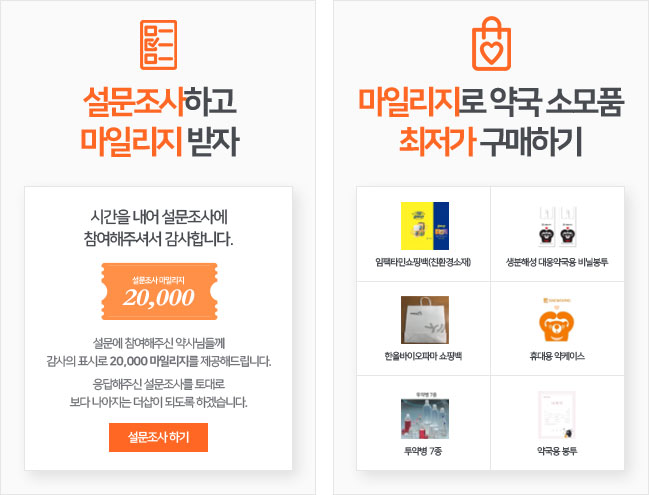 설문조사하고
마일리지 받자
시간을 내어 설문조사에
참여해주셔서 감사합니다.
설문조사 마일리지
20,000
설문에 참여해주신 약사님들께
감사의 표시로 20,000 마일리지를 제공해드립니다.
응답해주신 설문조사를 토대로
보다 나아지는 더샵이 되도록 하겠습니다.
설문조사 하기
마일리지로 약국 소모품
최저가 구매하기
임팩타민쇼핑백(친환경소재)
생분해성 대웅약국용 비닐봉투
한올바이오파마 쇼핑백
휴대용 약케이스
투약병 7종
투약병 7종
약국용 봉투